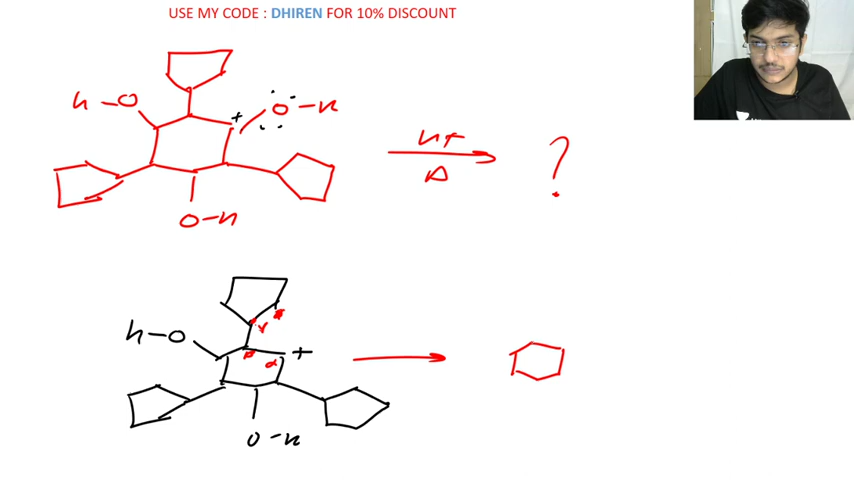 USE MY CODE : DHIREN FOR 10% DISCOUNT
h-O
+
O-H
H+
Δ
?
O-H
h-O
γ
+
β
α
O-H